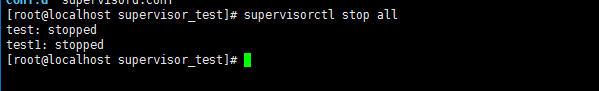 conf.d  supervisord.conf
[root@localhost supervisor_test]# supervisorctl stop all
test: stopped
test1: stopped
[root@localhost supervisor_test]#